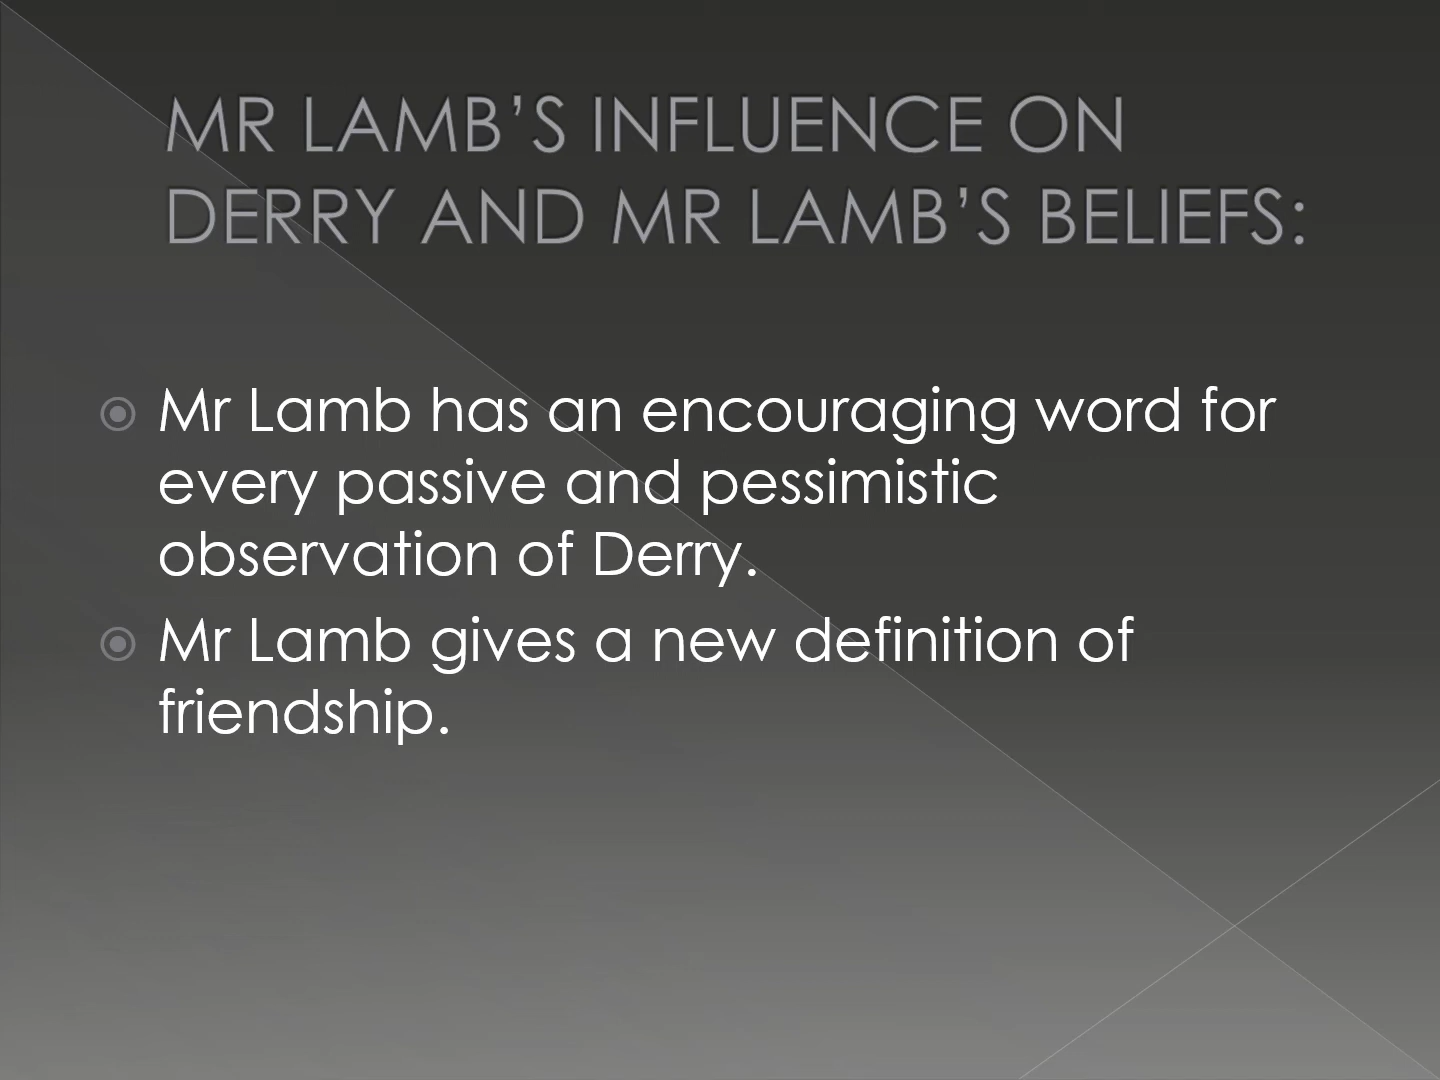 MR LAMB’S INFLUENCE ON
DERRY AND MR LAMB’S BELIEFS:
Mr Lamb has an encouraging word for
every passive and pessimistic
observation of Derry.
Mr Lamb gives a new definition of
friendship.